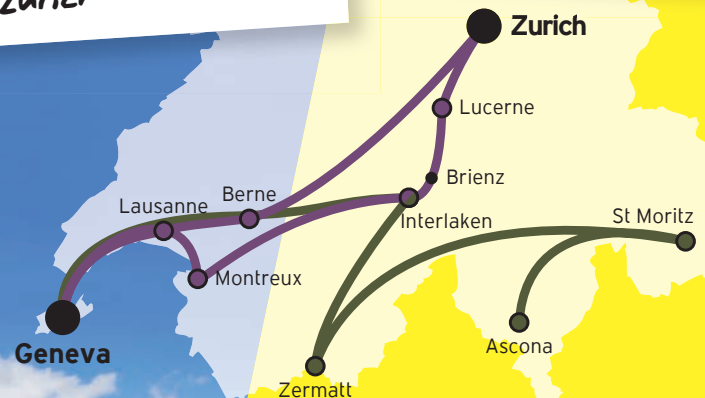 Zurich
Lucerne
Brienz
Berne
Lausanne
Interlaken
St Moritz
Montreux
Geneva
Ascona
Zermatt